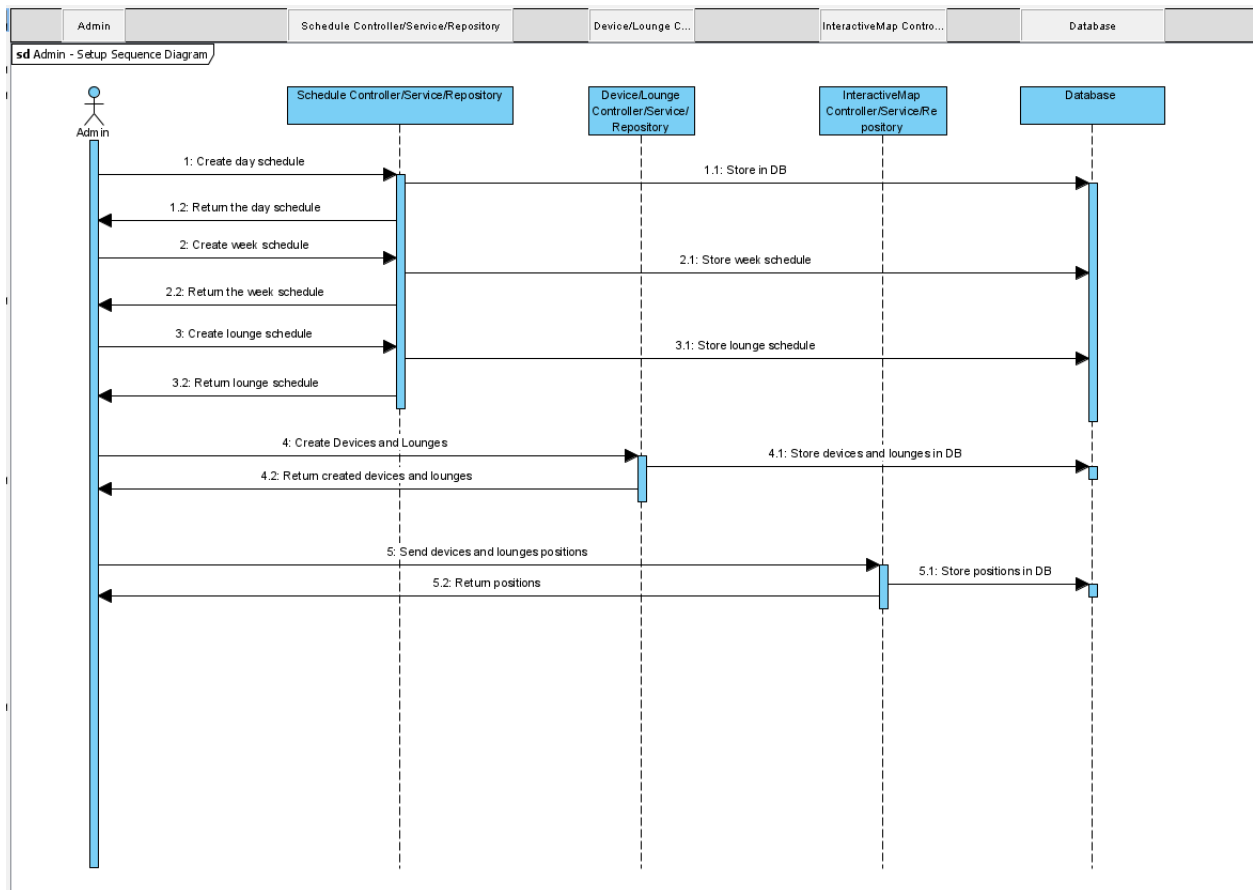 Admin
Schedule Controller/Service/Repository
Device/Lounge C...
InteractiveMap Contro...
Database
sd Admin - Setup Sequence Diagram
Admin
Schedule Controller/Service/Repository
Device/Lounge
Controller/Service/
Repository
InteractiveMap
Controller/Service/Re
pository
Database
1: Create day schedule
1.1: Store in DB
1.2: Return the day schedule
2: Create week schedule
2.1: Store week schedule
2.2: Return the week schedule
3: Create lounge schedule
3.1: Store lounge schedule
3.2: Return lounge schedule
4: Create Devices and Lounges
4.1: Store devices and lounges in DB
4.2: Return created devices and lounges
5: Send devices and lounges positions
5.1: Store positions in DB
5.2: Return positions